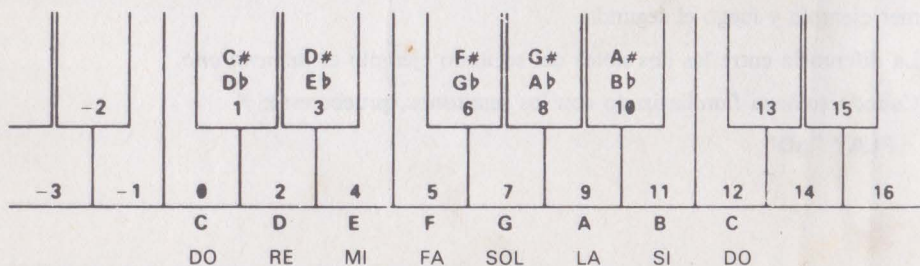 C# D# F# G# A#
Db Eb Gb Ab Bb
-2 1 3 6 8 10 13 15
-3 -1 0 2 4 5 7 9 11 12 14 16
C D E F G A B C
DO RE MI FA SOL LA SI DO